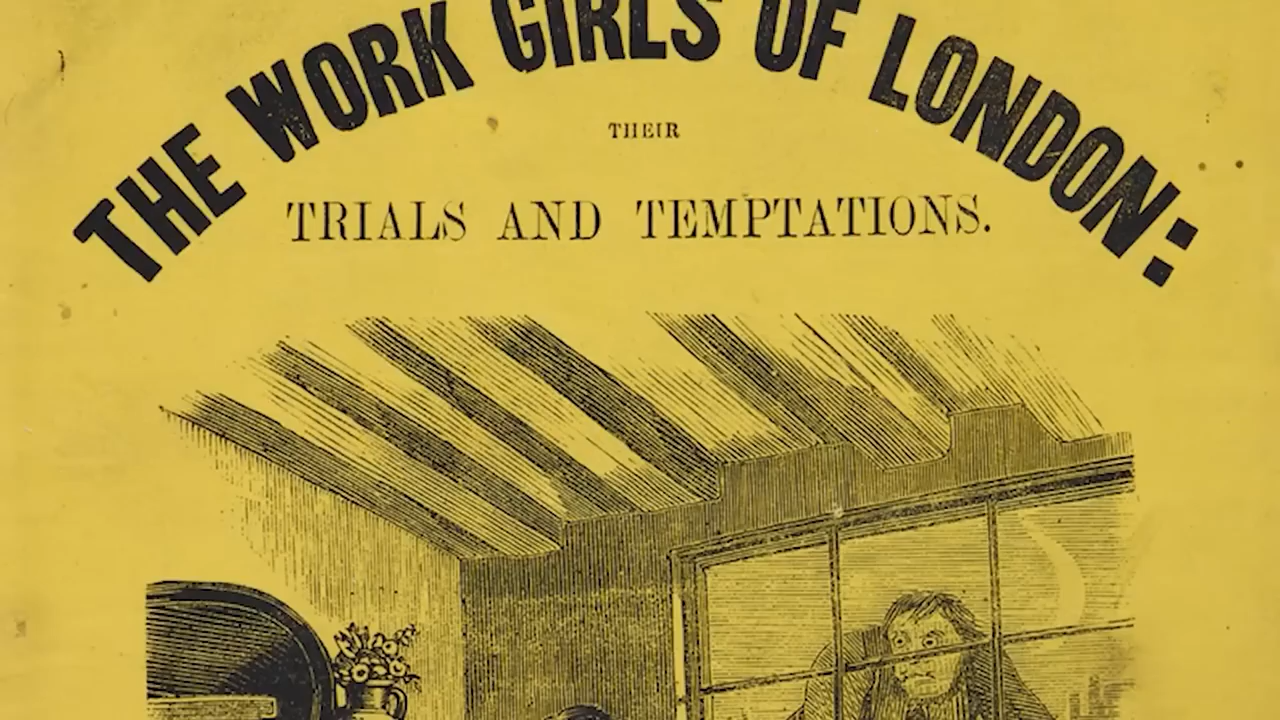 THE WORK GIRLS OF LONDON:
THEIR
TRIALS AND TEMPTATIONS.